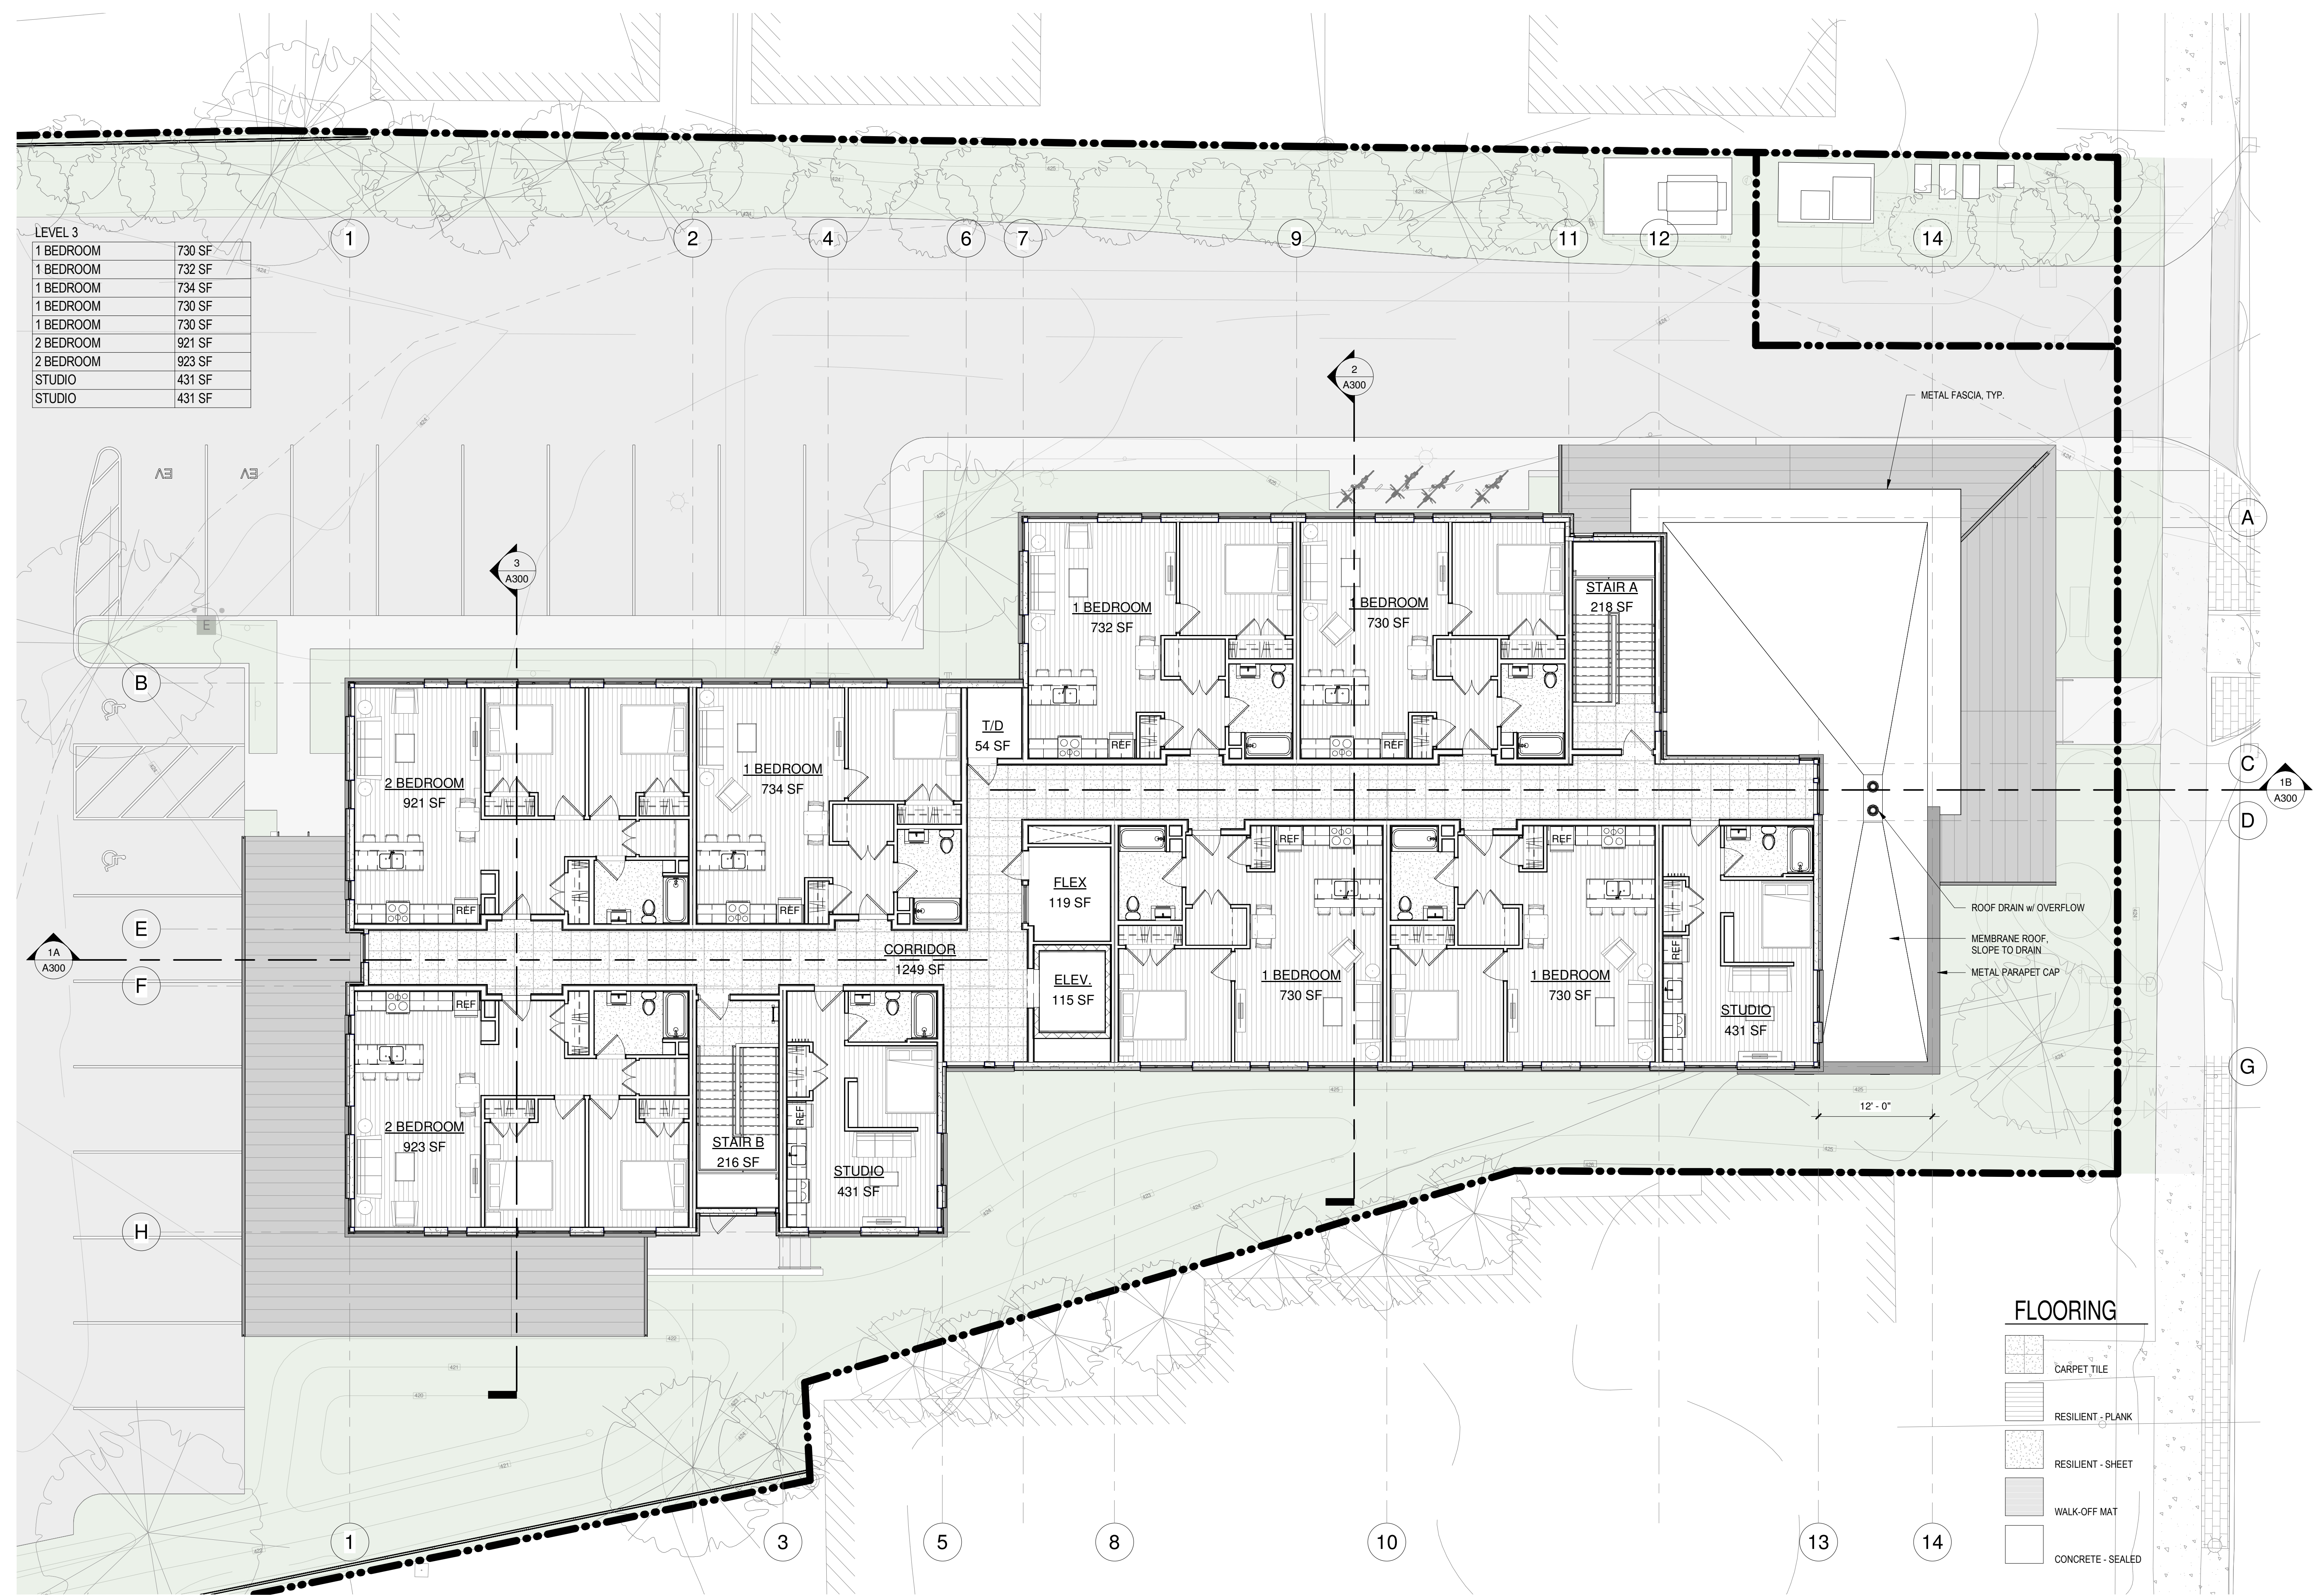 LEVEL 3
1 BEDROOM 730 SF
1 BEDROOM 732 SF
1 BEDROOM 734 SF
1 BEDROOM 730 SF
1 BEDROOM 730 SF
2 BEDROOM 921 SF
2 BEDROOM 923 SF
STUDIO 431 SF
STUDIO 431 SF
1
2
4
6
7
9
11
12
14
2
A300
METAL FASCIA, TYP.
EV
EV
3
A300
A
STAIR A
218 SF
1 BEDROOM
732 SF
1 BEDROOM
730 SF
E
B
T/D
54 SF
REF
REF
2 BEDROOM
921 SF
1 BEDROOM
734 SF
C
1B
A300
D
REF
REF
FLEX
119 SF
REF
REF
ROOF DRAIN w/ OVERFLOW
E
MEMBRANE ROOF,
SLOPE TO DRAIN
METAL PARAPET CAP
REF
1A
A300
CORRIDOR
1249 SF
F
ELEV.
115 SF
1 BEDROOM
730 SF
1 BEDROOM
730 SF
STUDIO
431 SF
REF
G
12' - 0"
REF
2 BEDROOM
923 SF
STAIR B
216 SF
STUDIO
431 SF
H
FLOORING
CARPET TILE
RESILIENT - PLANK
RESILIENT - SHEET
WALK-OFF MAT
CONCRETE - SEALED
1
3
5
8
10
13
14